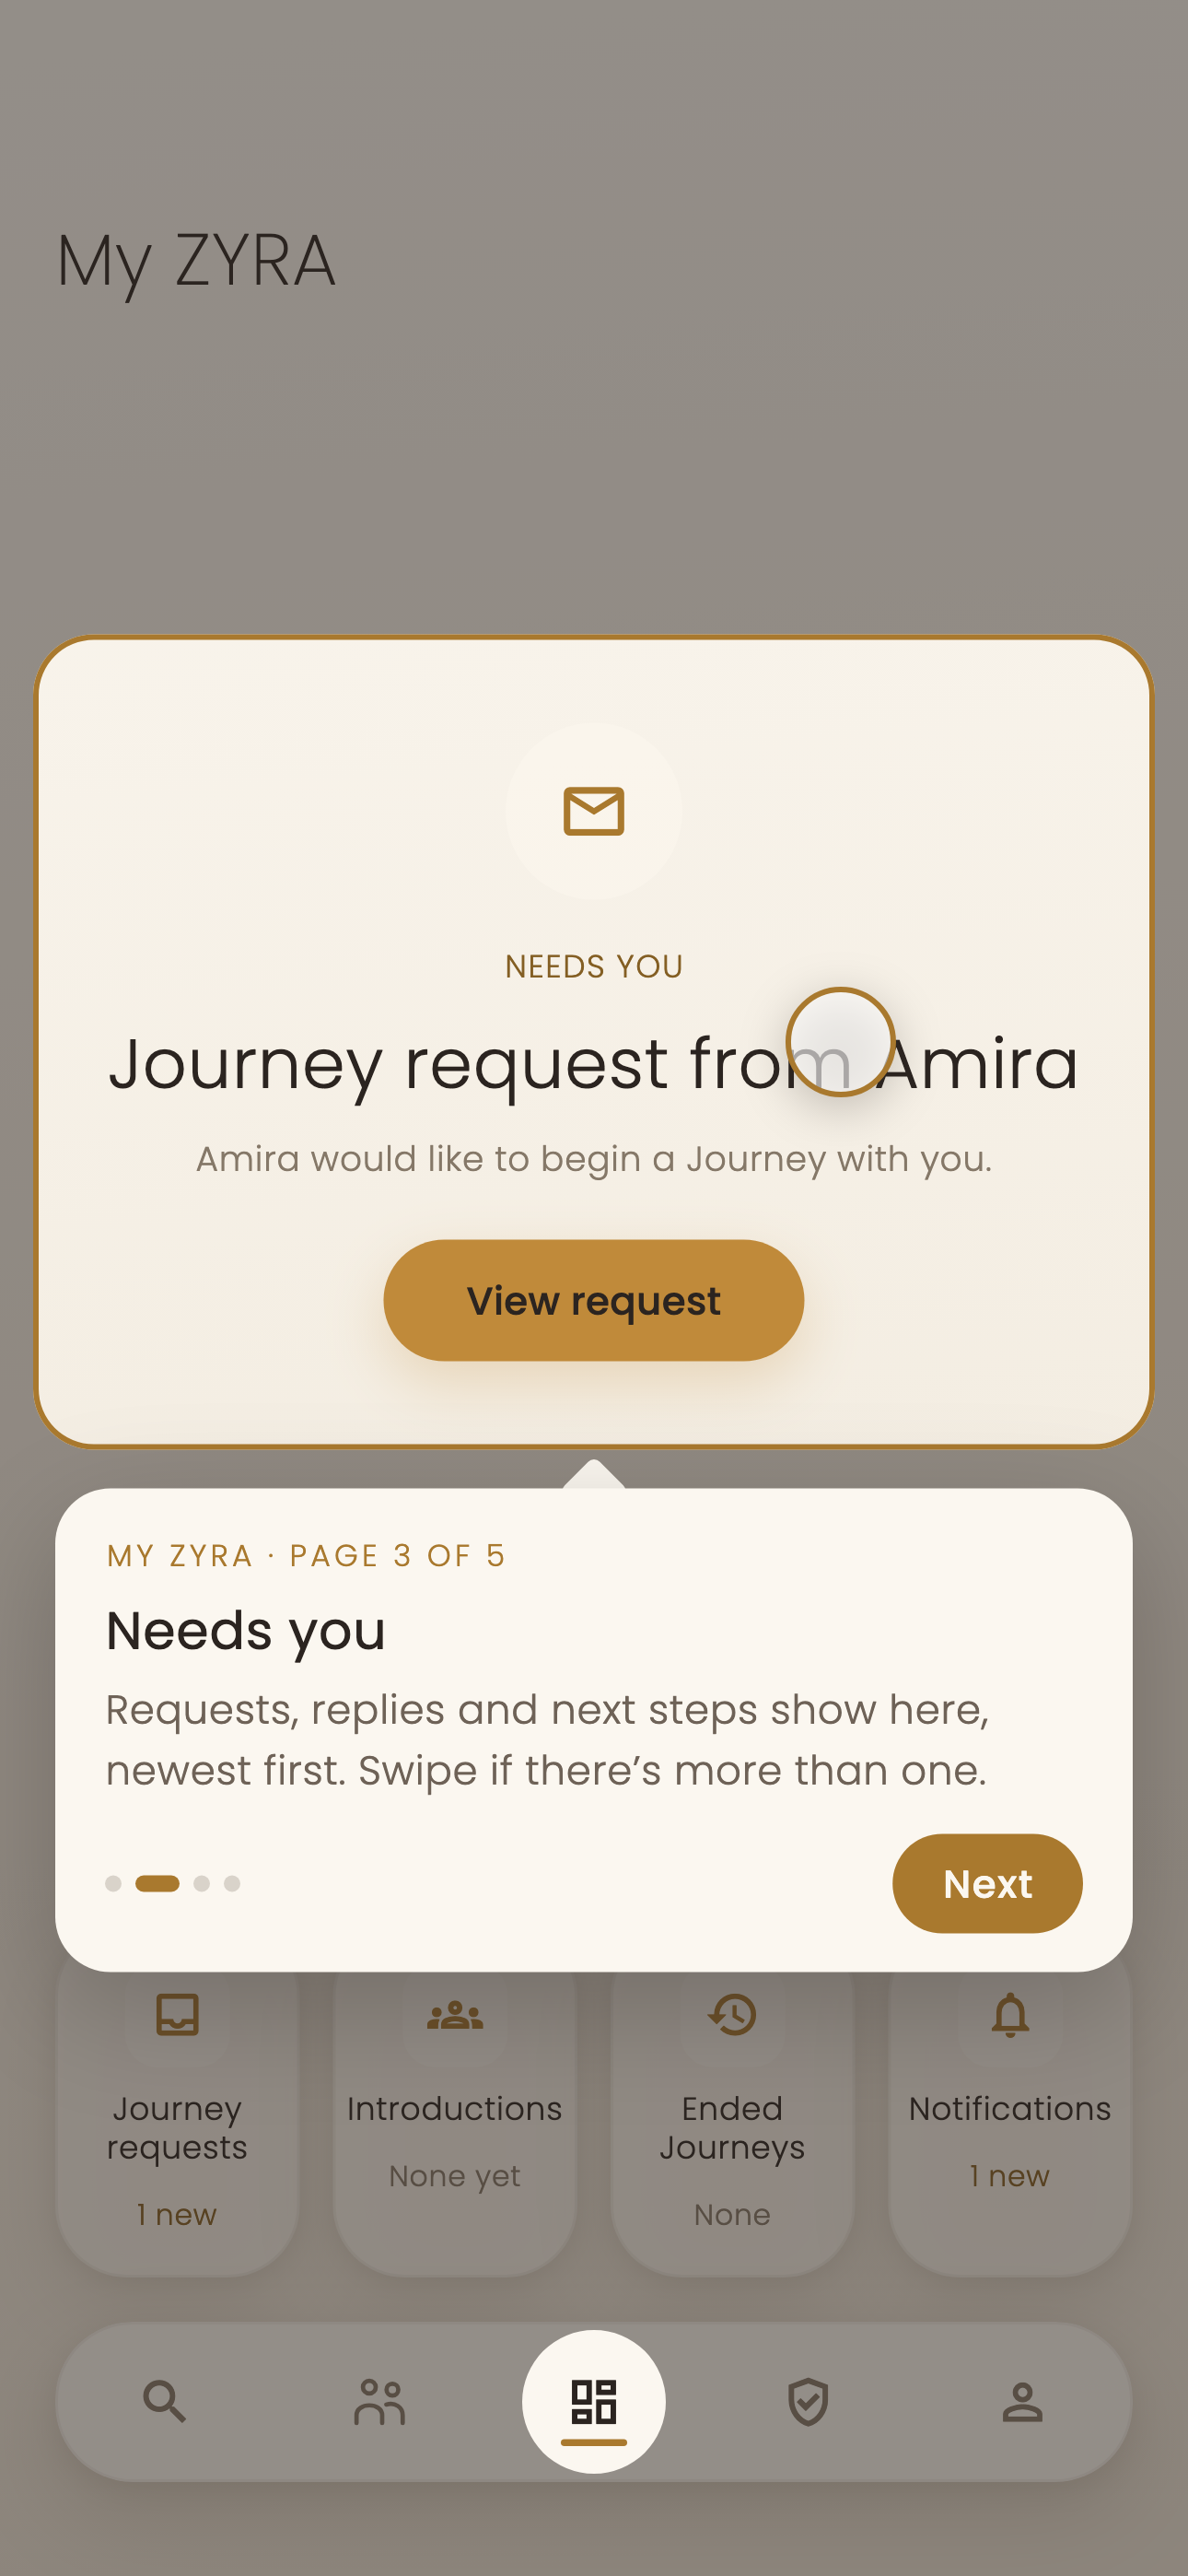 My ZYRA
NEEDS YOU
Journey request from Amira
Amira would like to begin a Journey with you.
View request
MY ZYRA · PAGE 3 OF 5
Needs you
Requests, replies and next steps show here,
newest first. Swipe if there’s more than one.
Next
Journey
requests
1 new
Introductions
None yet
Ended
Journeys
None
Notifications
1 new